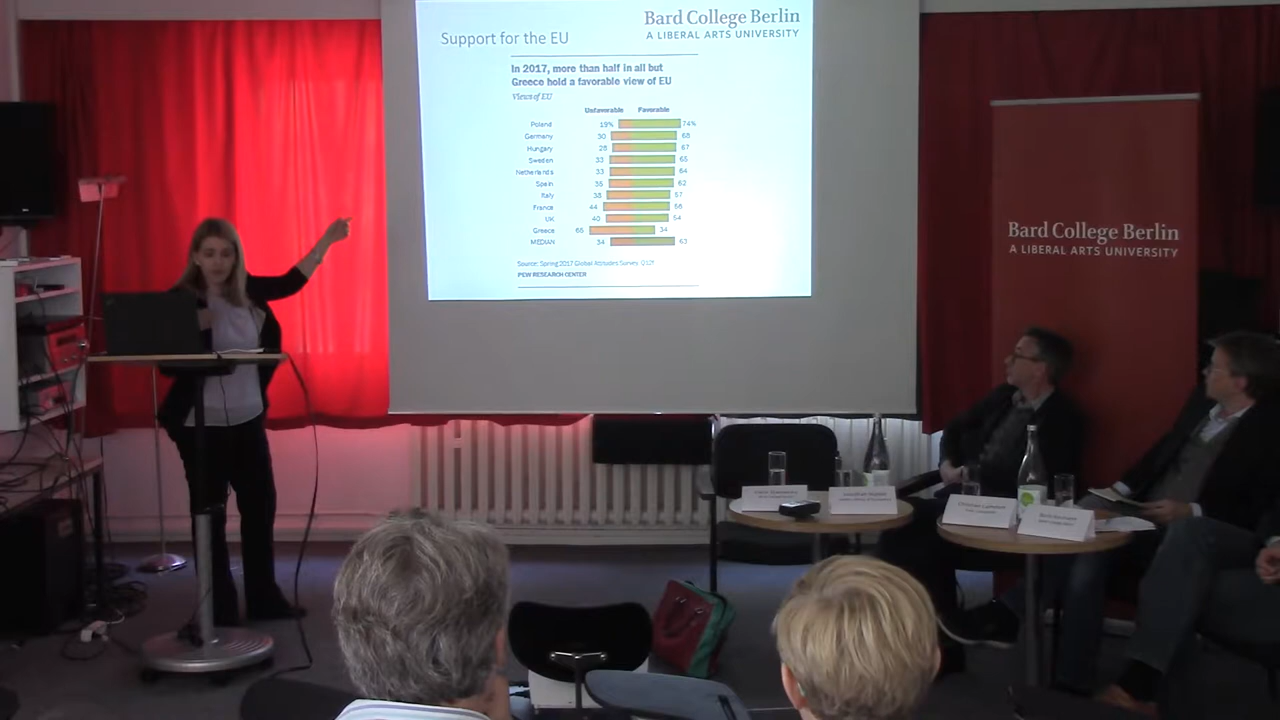 Support for the EU
Bard College Berlin
A LIBERAL ARTS UNIVERSITY
In 2017, more than half in all but
Greece hold a favorable view of EU
Views of EU
Unfavorable Favorable
Poland 19% 74%
Germany 30 68
Hungary 28 67
Sweden 33 65
Netherlands 33 64
Spain 35 62
Italy 38 57
France 44 56
UK 40 54
Greece 65 34
MEDIAN 34 63
Source: Spring 2017 Global Attitudes Survey.
PEW RESEARCH CENTER
Bard College Berlin
A LIBERAL ARTS UNIVERSITY